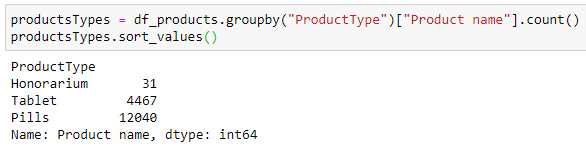 productsTypes = df_products.groupby("ProductType")["Product name"].count()
productsTypes.sort_values()
ProductType
Honorarium       31
Tablet         4467
Pills         12040
Name: Product name, dtype: int64